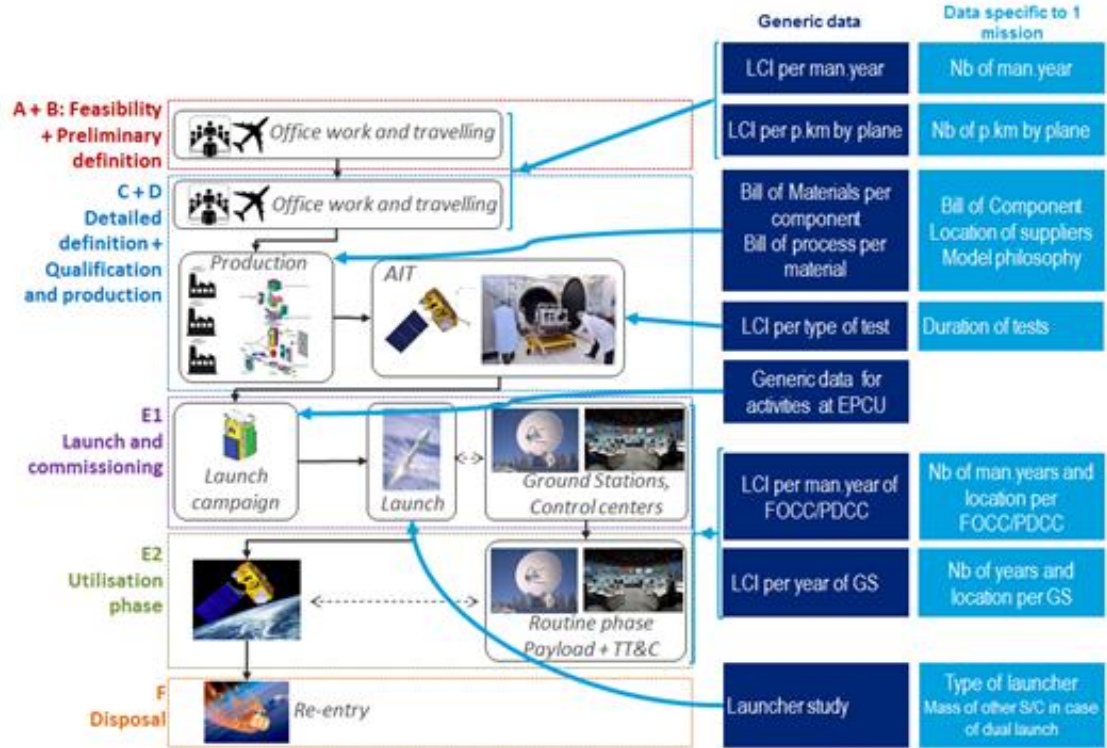 Generic data
Data specific to 1
mission
LCI per man.year
Nb of man.year
LCI per p.km by plane
Nb of p.km by plane
A + B: Feasibility
+ Preliminary
definition
Office work and travelling
C + D
Detailed
definition +
Qualification
and production
Office work and travelling
Production
AIT
Bill of Materials per
component
Bill of process per
material
Bill of Component
Location of suppliers
Model philosophy
LCI per type of test
Duration of tests
Generic data for
activities at EPCU
E1
Launch and
commissioning
Launch
campaign
Launch
Ground Stations,
Control centers
LCI per man.year of
FOCC/PDCC
Nb of man.years and
location per
FOCC/PDCC
E2
Utilisation
phase
Routine phase
Payload + TT&C
LCI per year of GS
Nb of years and
location per GS
F
Disposal
Re-entry
Launcher study
Type of launcher
Mass of other S/C in case
of dual launch